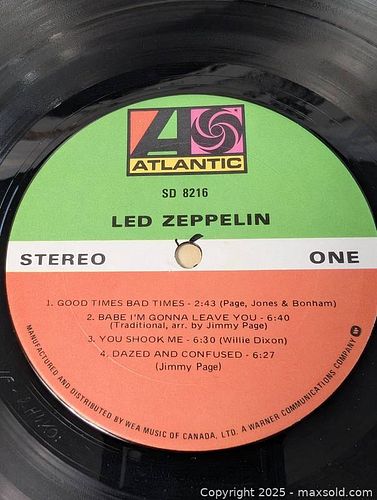 ATLANTIC
SD 8216
LED ZEPPELIN
STEREO ONE
1. GOOD TIMES BAD TIMES - 2:43 (Page, Jones & Bonham)
2. BABE I'M GONNA LEAVE YOU - 6:40
(Traditional, arr. by Jimmy Page)
3. YOU SHOOK ME - 6:30 (Willie Dixon)
4. DAZED AND CONFUSED - 6:27
(Jimmy Page)
MANUFACTURED AND DISTRIBUTED BY WEA MUSIC OF CANADA, LTD. A WARNER COMMUNICATIONS COMPANY
Copyright 2025 - maxsold.com